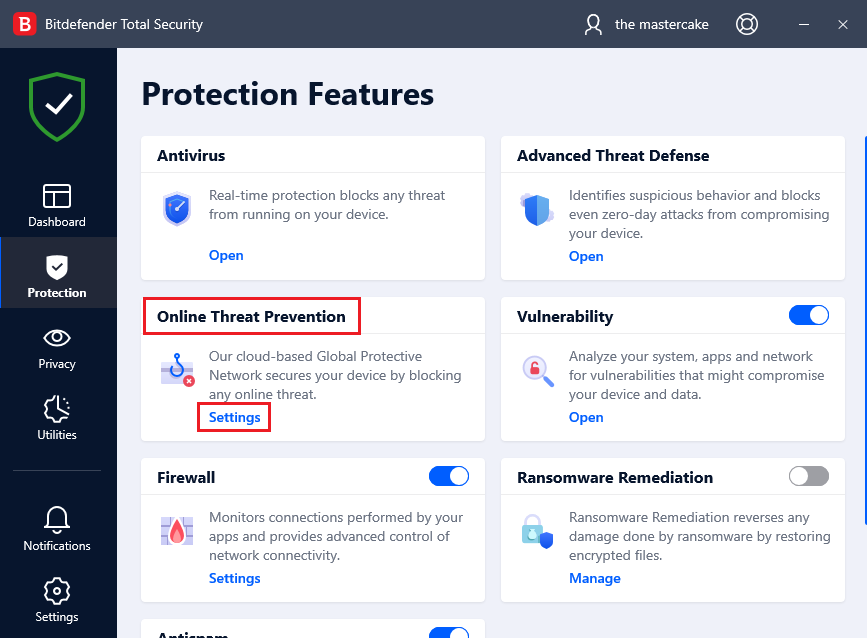 B Bitdefender Total Security
the mastercake
Dashboard
Protection
Privacy
Utilities
Notifications
Settings
Protection Features
Antivirus
Real-time protection blocks any threat
from running on your device.
Open
Advanced Threat Defense
Identifies suspicious behavior and blocks
even zero-day attacks from compromising
your device.
Open
Online Threat Prevention
Our cloud-based Global Protective
Network secures your device by blocking
any online threat.
Settings
Vulnerability
Analyze your system, apps and network
for vulnerabilities that might compromise
your device and data.
Open
Firewall
Monitors connections performed by your
apps and provides advanced control of
network connectivity.
Settings
Ransomware Remediation
Ransomware Remediation reverses any
damage done by ransomware by restoring
encrypted files.
Manage
Antispam